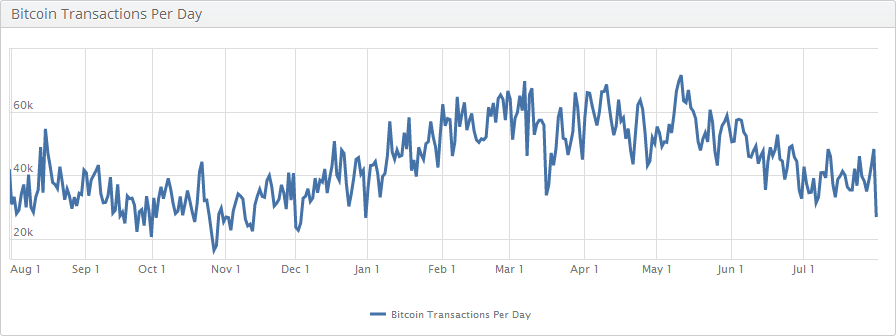 Bitcoin Transactions Per Day
60k
40k
20k
Aug 1 Sep 1 Oct 1 Nov 1 Dec 1 Jan 1 Feb 1 Mar 1 Apr 1 May 1 Jun 1 Jul 1
Bitcoin Transactions Per Day